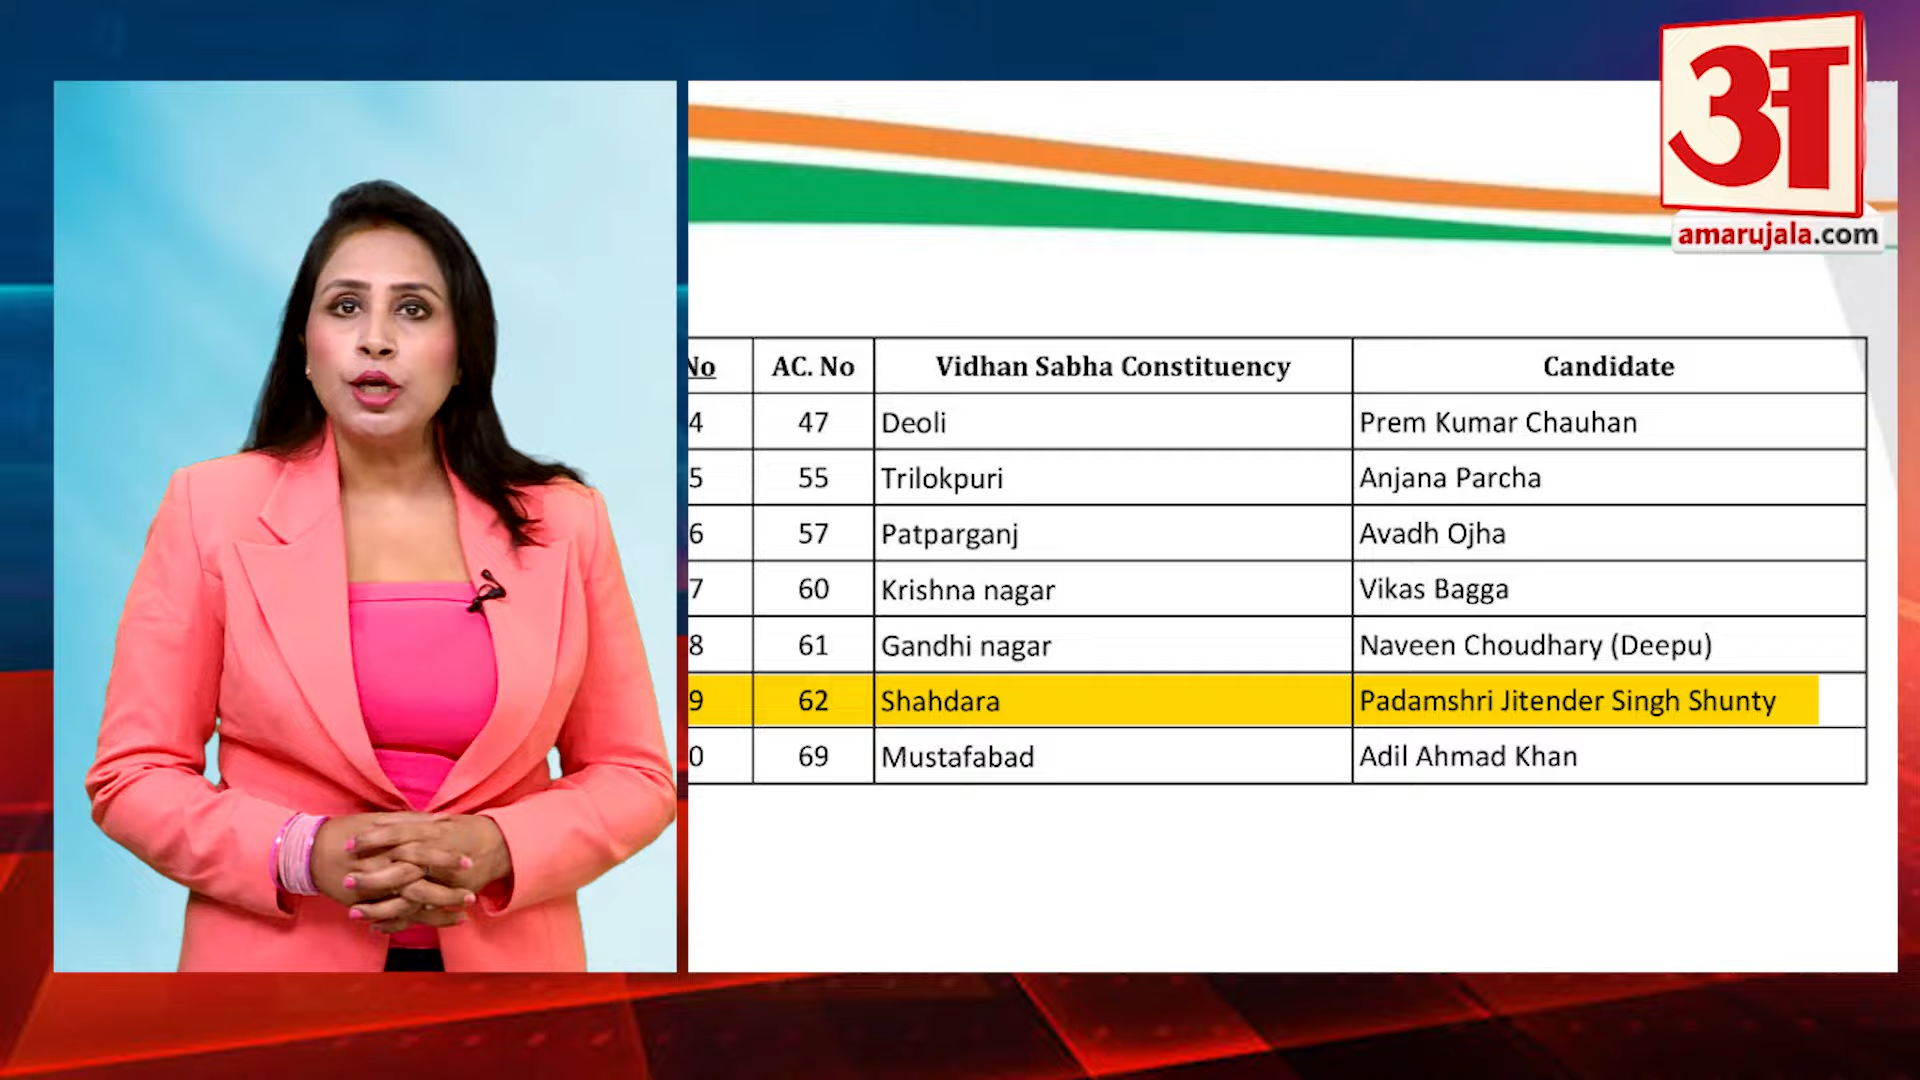 अ
amarujala.com
No AC. No Vidhan Sabha Constituency Candidate
4 47 Deoli Prem Kumar Chauhan
5 55 Trilokpuri Anjana Parcha
6 57 Patparganj Avadh Ojha
7 60 Krishna nagar Vikas Bagga
8 61 Gandhi nagar Naveen Choudhary (Deepu)
9 62 Shahdara Padamshri Jitender Singh Shunty
0 69 Mustafabad Adil Ahmad Khan